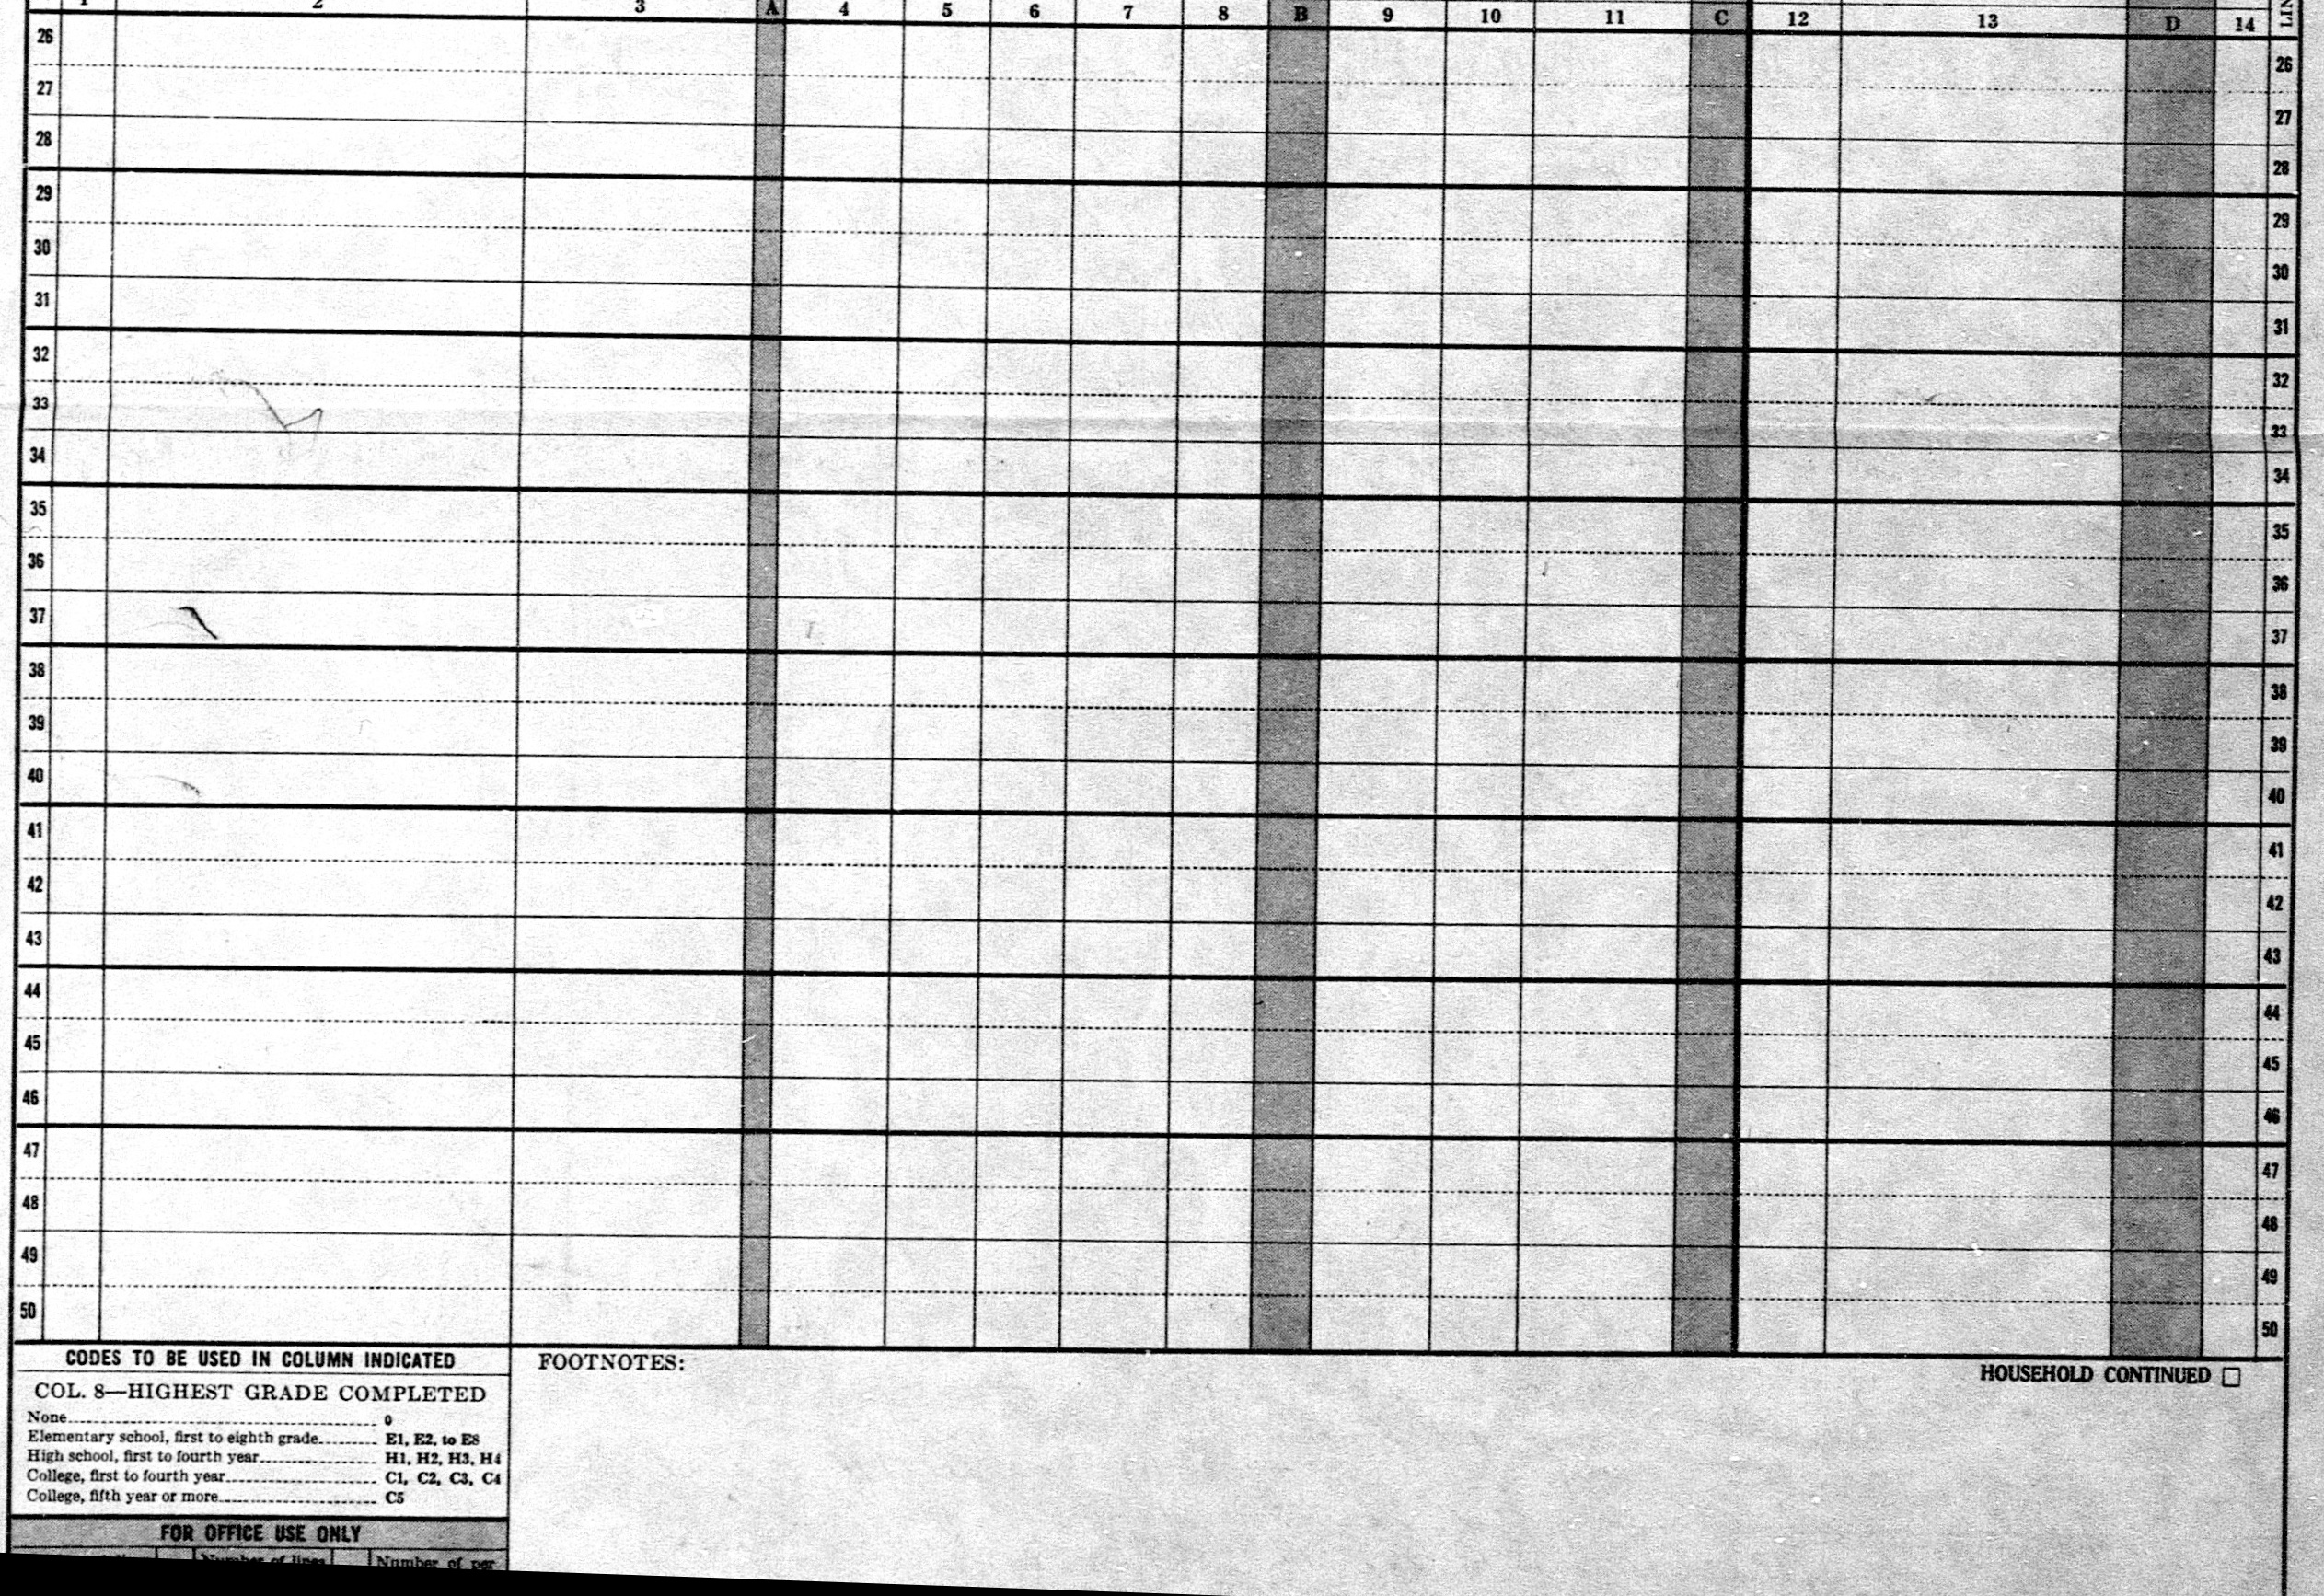 1 2 3 A 4 5 6 7 8 B 9 10 11 C 12 13 D 14 LIN
26 26
27 27
28 28
29 29
30 30
31 31
32 32
33 33
34 34
35 35
36 36
37 37
38 38
39 39
40 40
41 41
42 42
43 43
44 44
45 45
46 46
47 47
48 48
49 49
50 50
CODES TO BE USED IN COLUMN INDICATED
COL. 8—HIGHEST GRADE COMPLETED
None 0
Elementary school, first to eighth grade E1, E2, to E8
High school, first to fourth year H1, H2, H3, H4
College, first to fourth year C1, C2, C3, C4
College, fifth year or more C5
FOR OFFICE USE ONLY
Number of lines Number of per
FOOTNOTES:
HOUSEHOLD CONTINUED